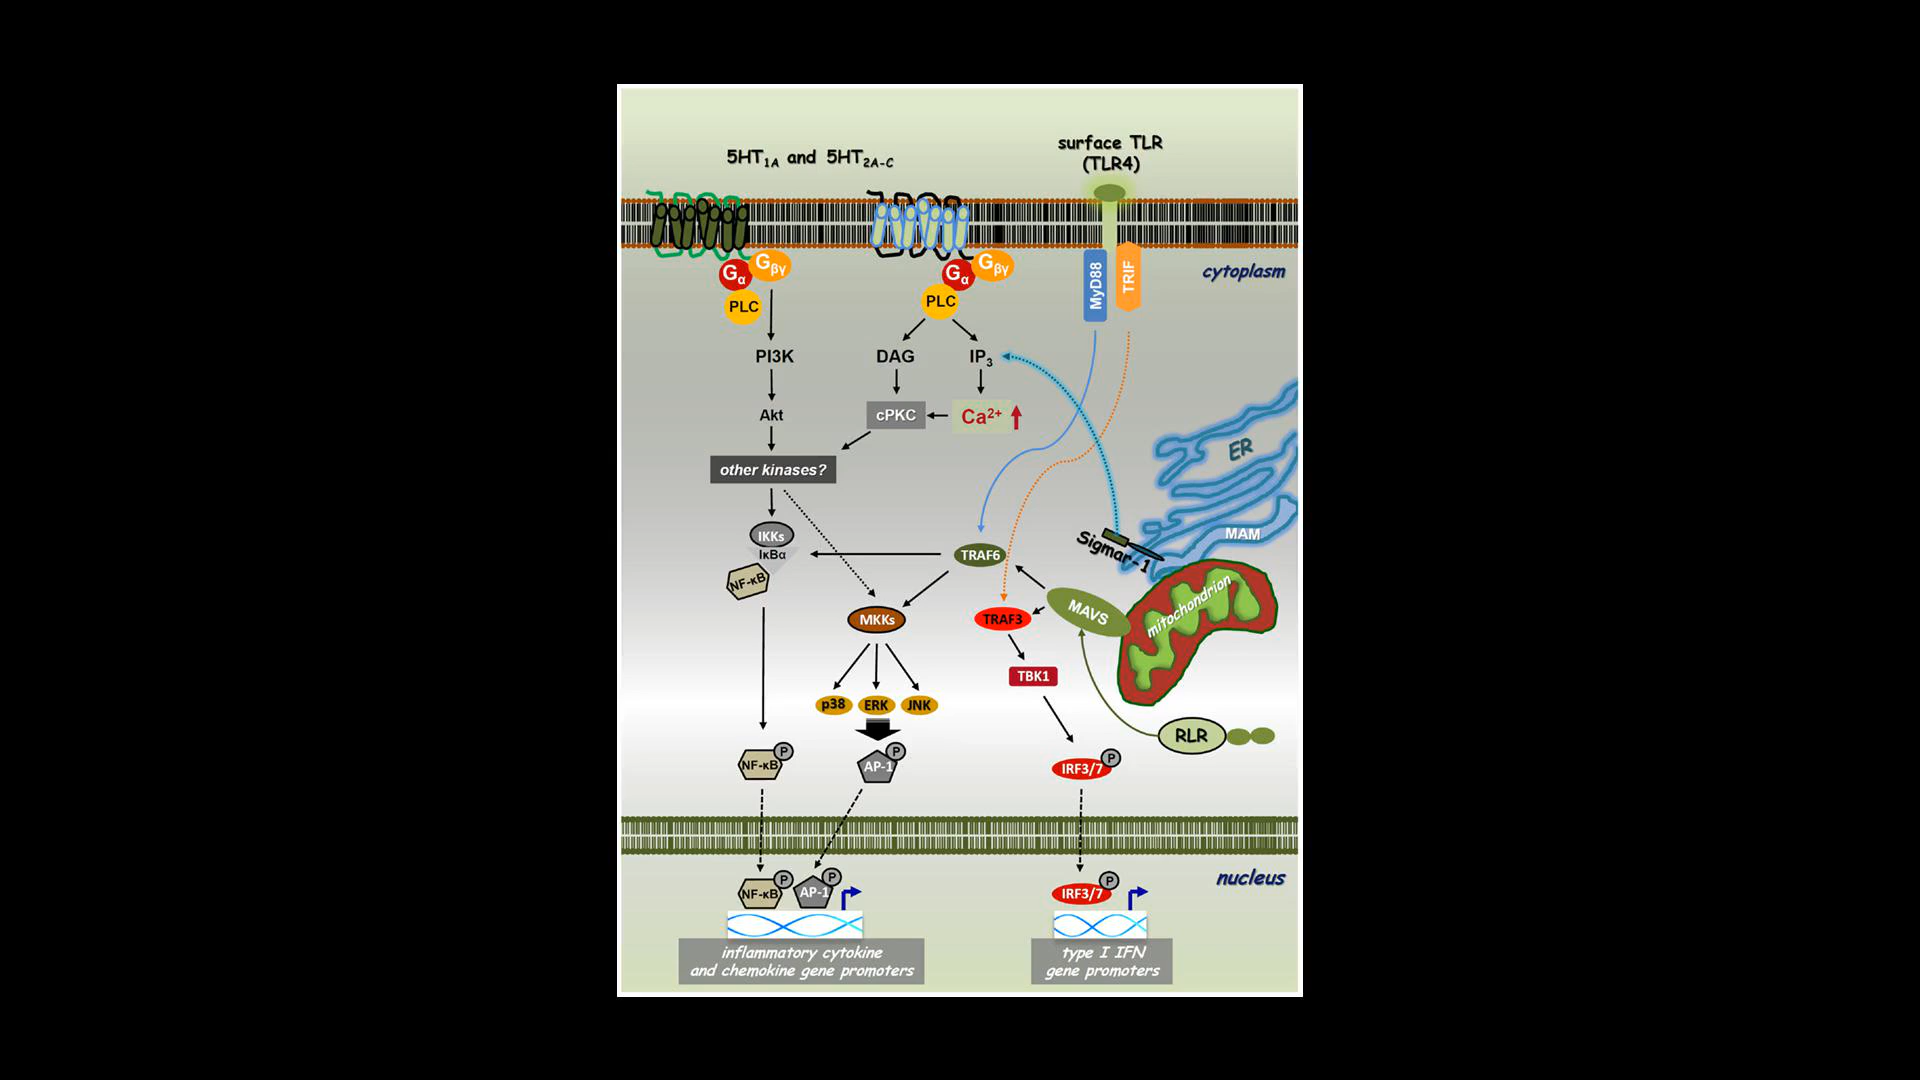 5HT1A and 5HT2A-C
surface TLR
(TLR4)
Gα
Gβγ
PLC
Gα
Gβγ
PLC
MyD88
TRIF
cytoplasm
PI3K
DAG
IP3
Akt
cPKC
Ca2+
other kinases?
ER
IKKs
IκBα
NF-κB
TRAF6
Sigmar-1
MAM
MKKs
TRAF3
MAVS
mitochondrion
TBK1
p38
ERK
JNK
RLR
NF-κB
P
AP-1
P
IRF3/7
P
nucleus
NF-κB
P
AP-1
P
IRF3/7
P
inflammatory cytokine
and chemokine gene promoters
type I IFN
gene promoters